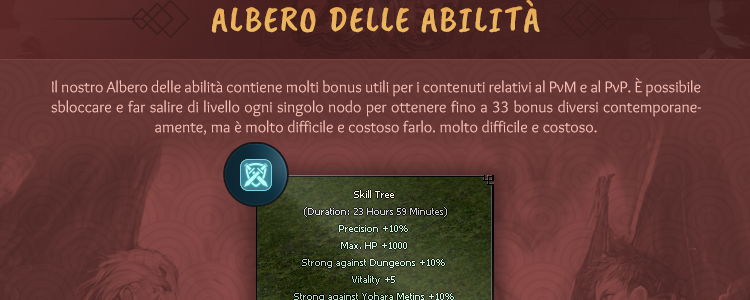 ALBERO DELLE ABILITÀ
Il nostro Albero delle abilità contiene molti bonus utili per i contenuti relativi al PvM e al PvP. È possibile
sbloccare e far salire di livello ogni singolo nodo per ottenere fino a 33 bonus diversi contemporane-
amente, ma è molto difficile e costoso farlo. molto difficile e costoso.
Skill Tree
(Duration: 23 Hours 59 Minutes)
Precision +10%
Max. HP +1000
Strong against Dungeons +10%
Vitality +5
Strong against Yohara Metins +10%